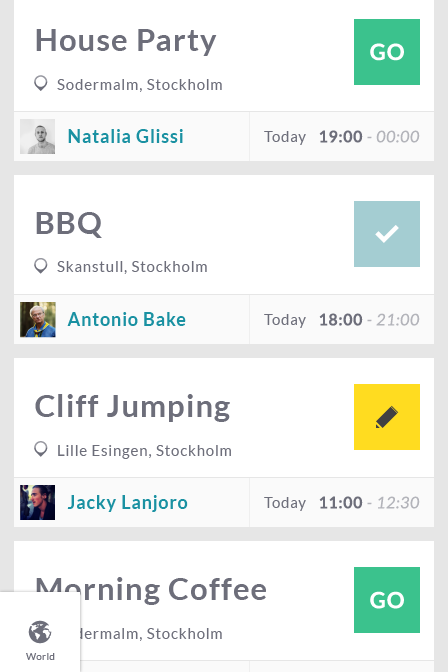 House Party
GO
Sodermalm, Stockholm
Natalia Glissi
Today 19:00 - 00:00
BBQ
Skanstull, Stockholm
Antonio Bake
Today 18:00 - 21:00
Cliff Jumping
Lille Esingen, Stockholm
Jacky Lanjoro
Today 11:00 - 12:30
Morning Coffee
GO
dermalm, Stockholm
World